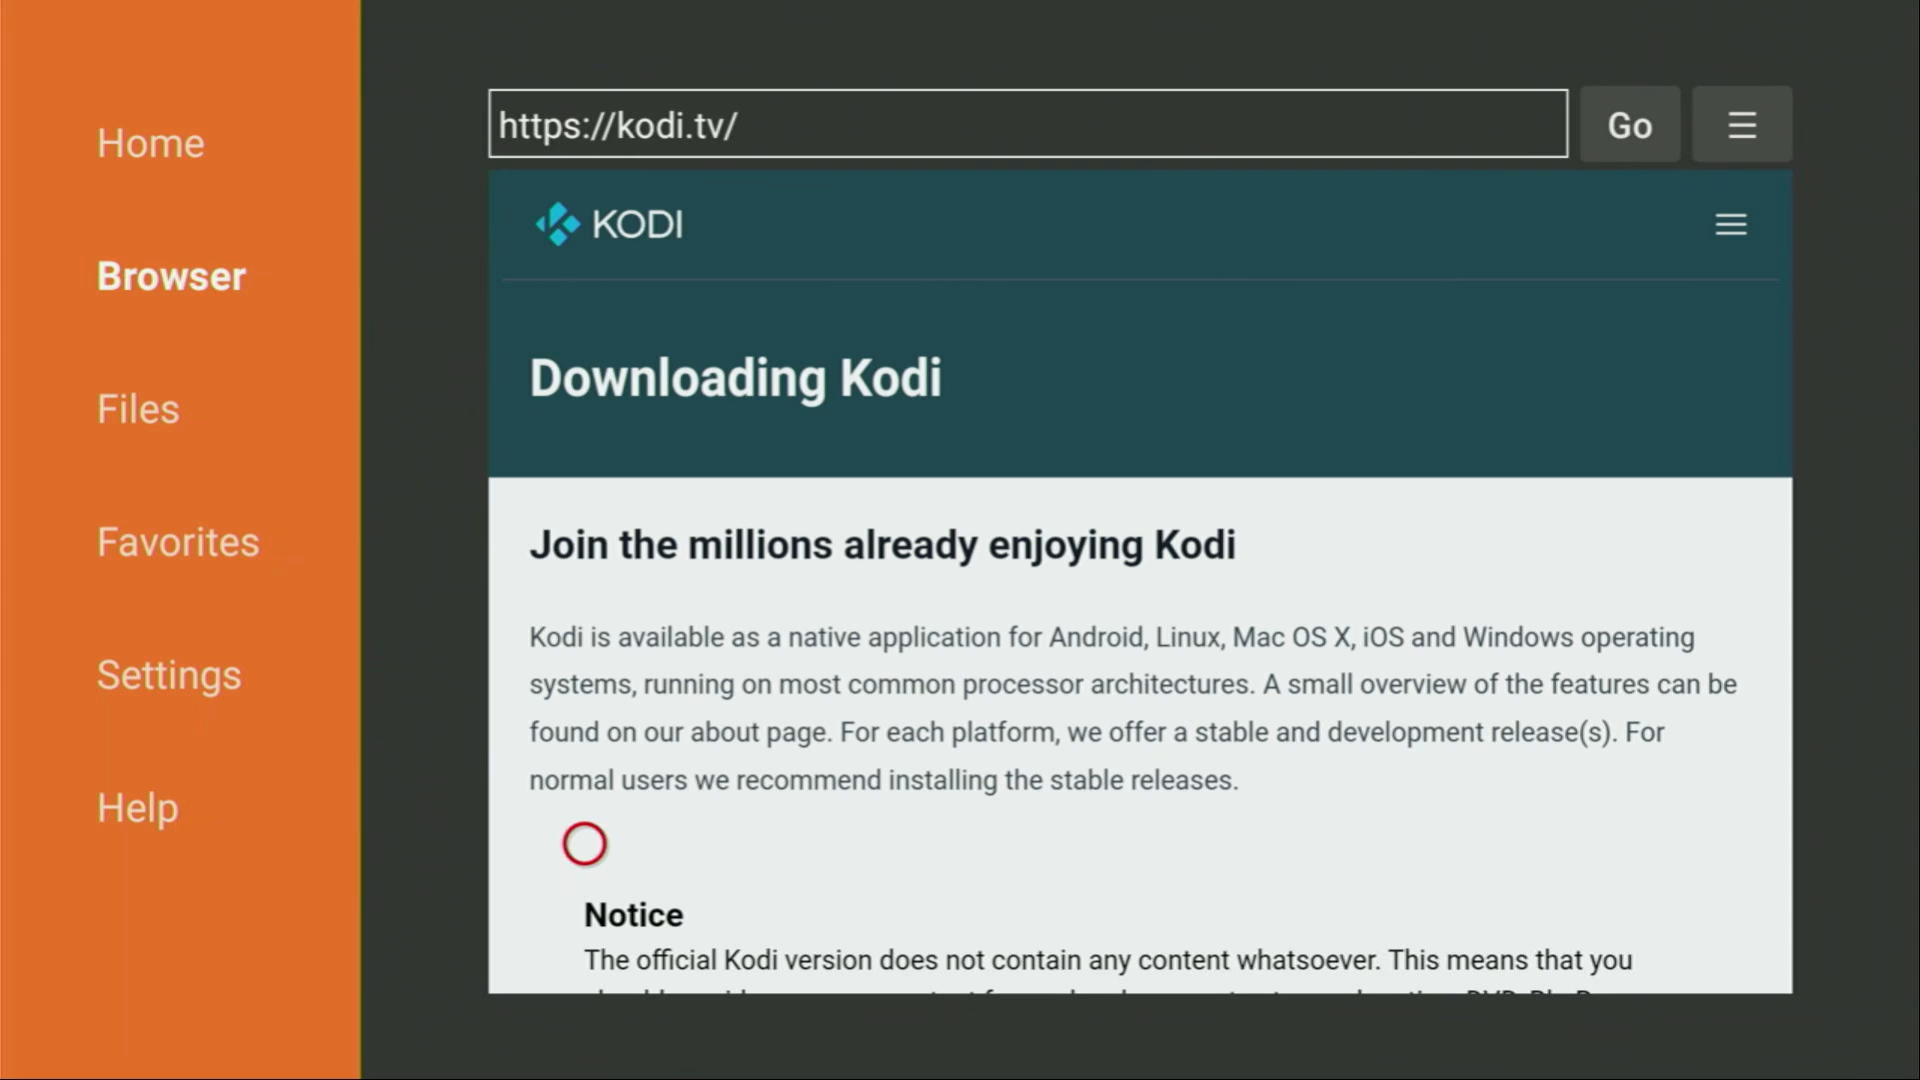 Home
Browser
Files
Favorites
Settings
Help
https://kodi.tv/
Go
KODI
Downloading Kodi
Join the millions already enjoying Kodi
Kodi is available as a native application for Android, Linux, Mac OS X, iOS and Windows operating
systems, running on most common processor architectures. A small overview of the features can be
found on our about page. For each platform, we offer a stable and development release(s). For
normal users we recommend installing the stable releases.
Notice
The official Kodi version does not contain any content whatsoever. This means that you